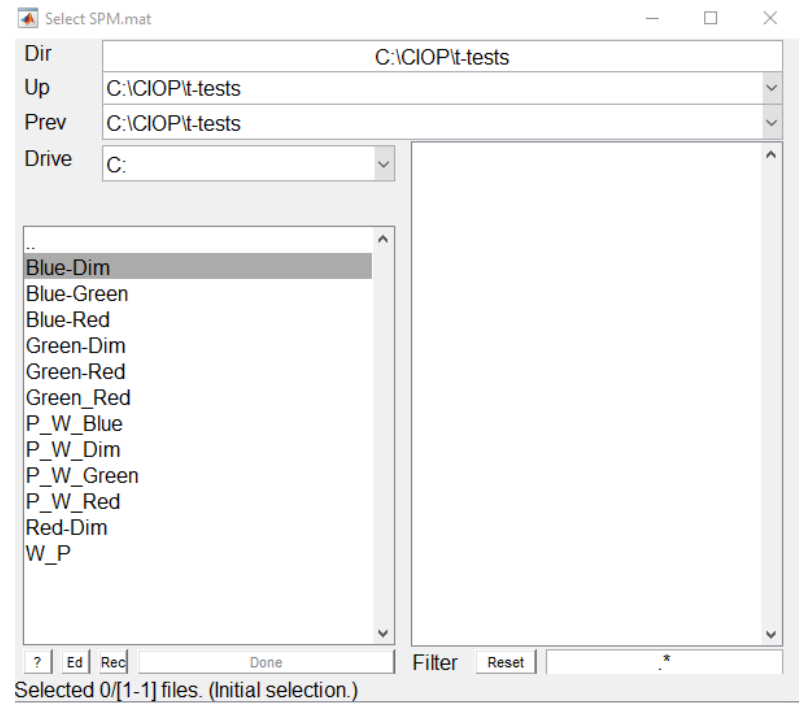 Select SPM.mat
Dir C:\CIOP\t-tests
Up C:\CIOP\t-tests
Prev C:\CIOP\t-tests
Drive C:
..
Blue-Dim
Blue-Green
Blue-Red
Green-Dim
Green-Red
Green_Red
P_W_Blue
P_W_Dim
P_W_Green
P_W_Red
Red-Dim
W_P
? Ed Rec Done Filter Reset .*
Selected 0/[1-1] files. (Initial selection.)